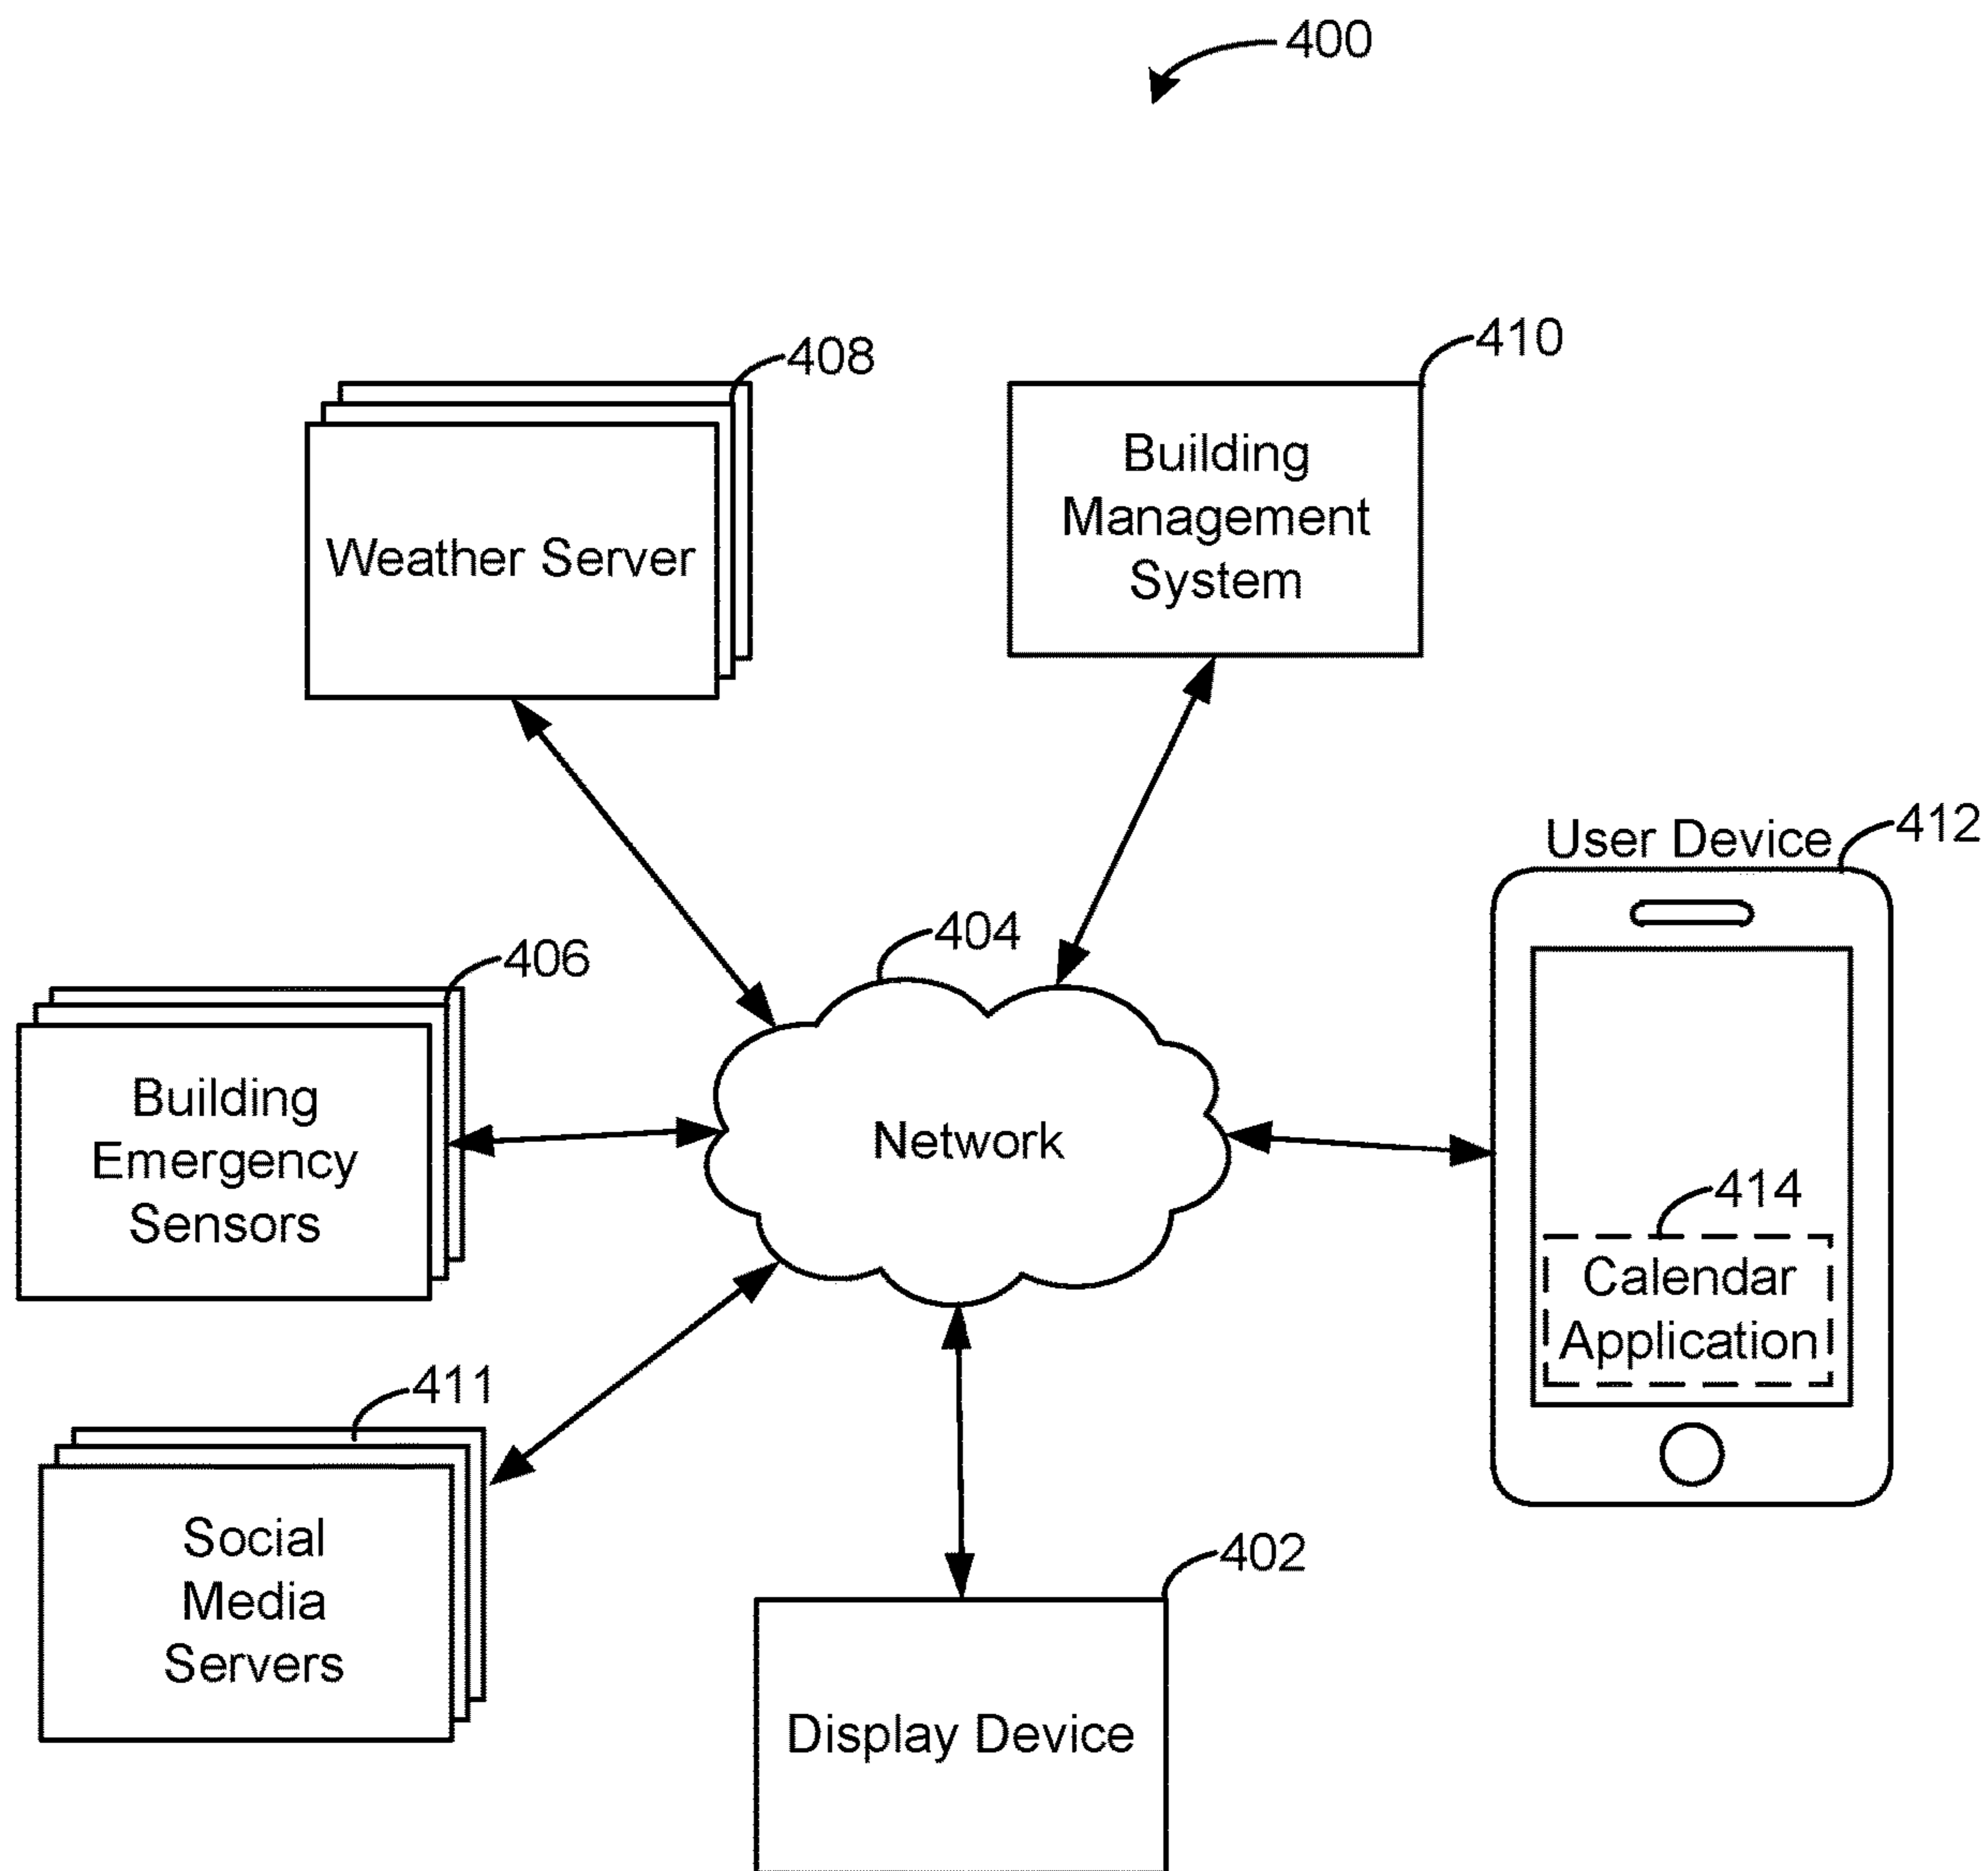 400
408
Weather Server
410
Building
Management
System
412
User Device
404
Network
406
Building
Emergency
Sensors
414
Calendar
Application
411
Social
Media
Servers
402
Display Device